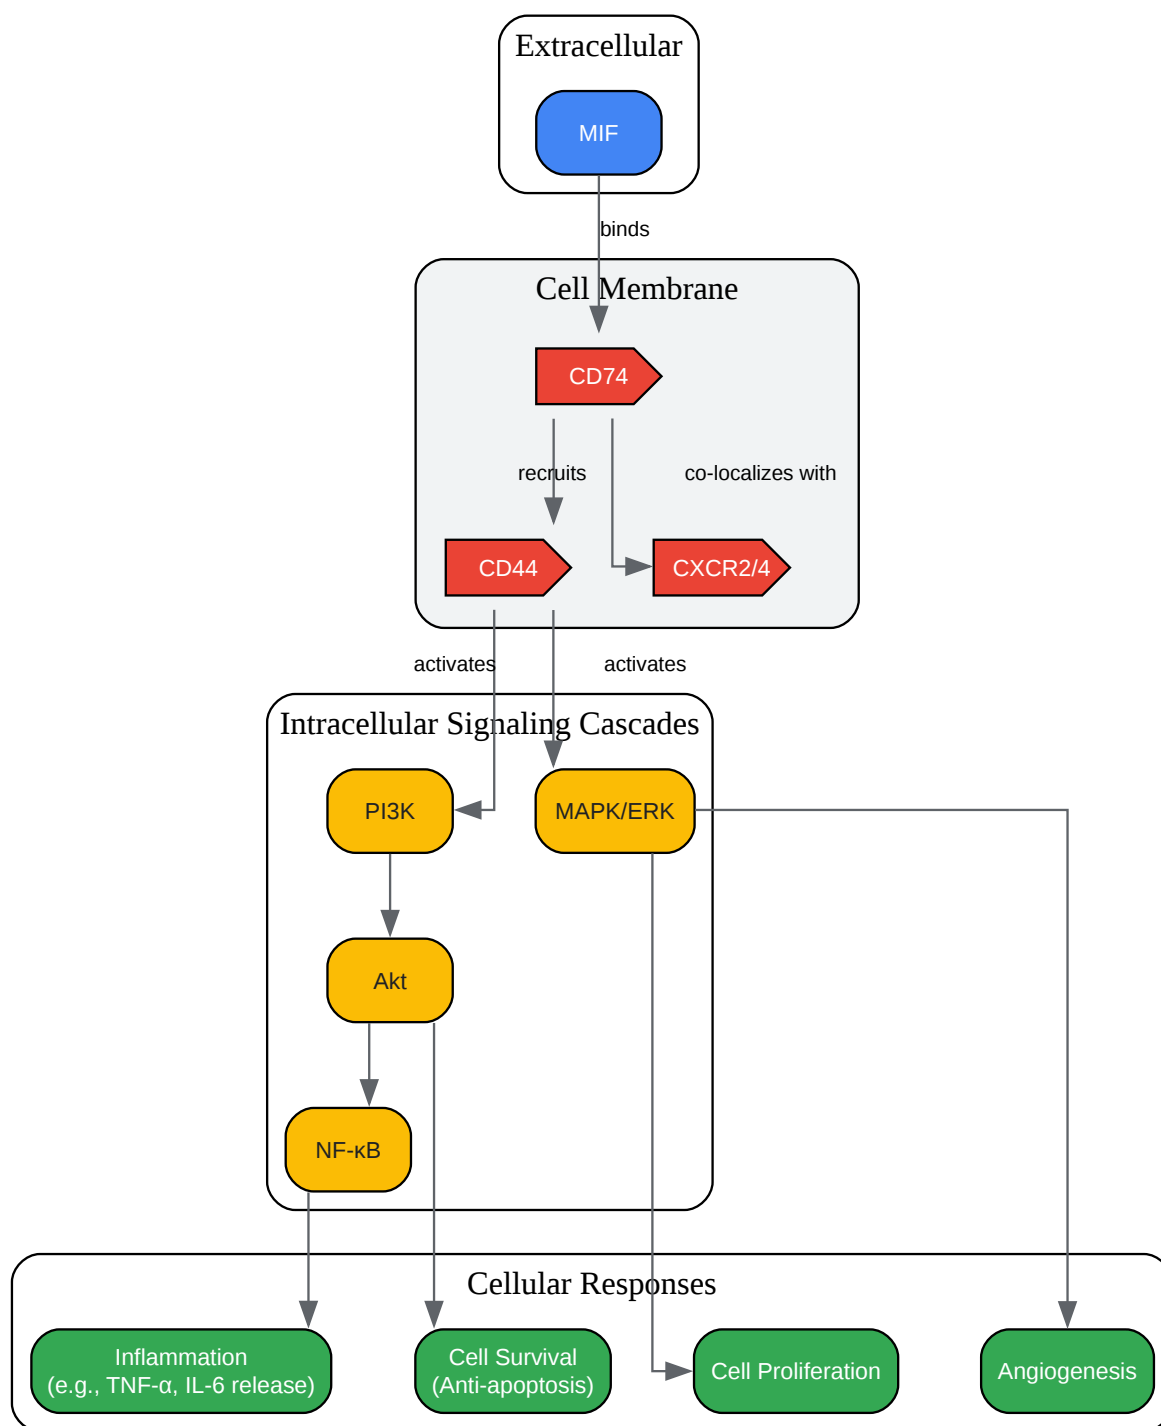 Extracellular
MIF
binds
Cell Membrane
CD74
recruits
co-localizes with
CD44
CXCR2/4
activates
activates
Intracellular Signaling Cascades
PI3K
MAPK/ERK
Akt
NF-κB
Cellular Responses
Inflammation
(e.g., TNF-α, IL-6 release)
Cell Survival
(Anti-apoptosis)
Cell Proliferation
Angiogenesis